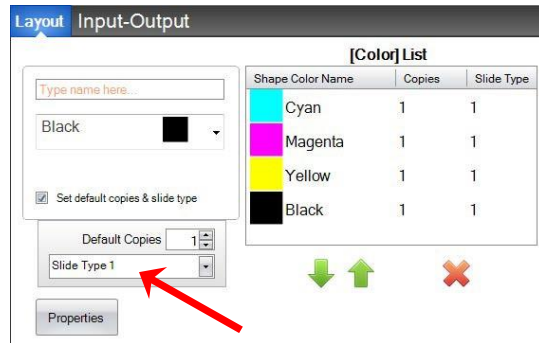 Layout Input-Output
[Color] List
Type name here...
Black
Set default copies & slide type
Default Copies 1
Slide Type 1
Properties
Shape Color Name Copies Slide Type
Cyan 1 1
Magenta 1 1
Yellow 1 1
Black 1 1